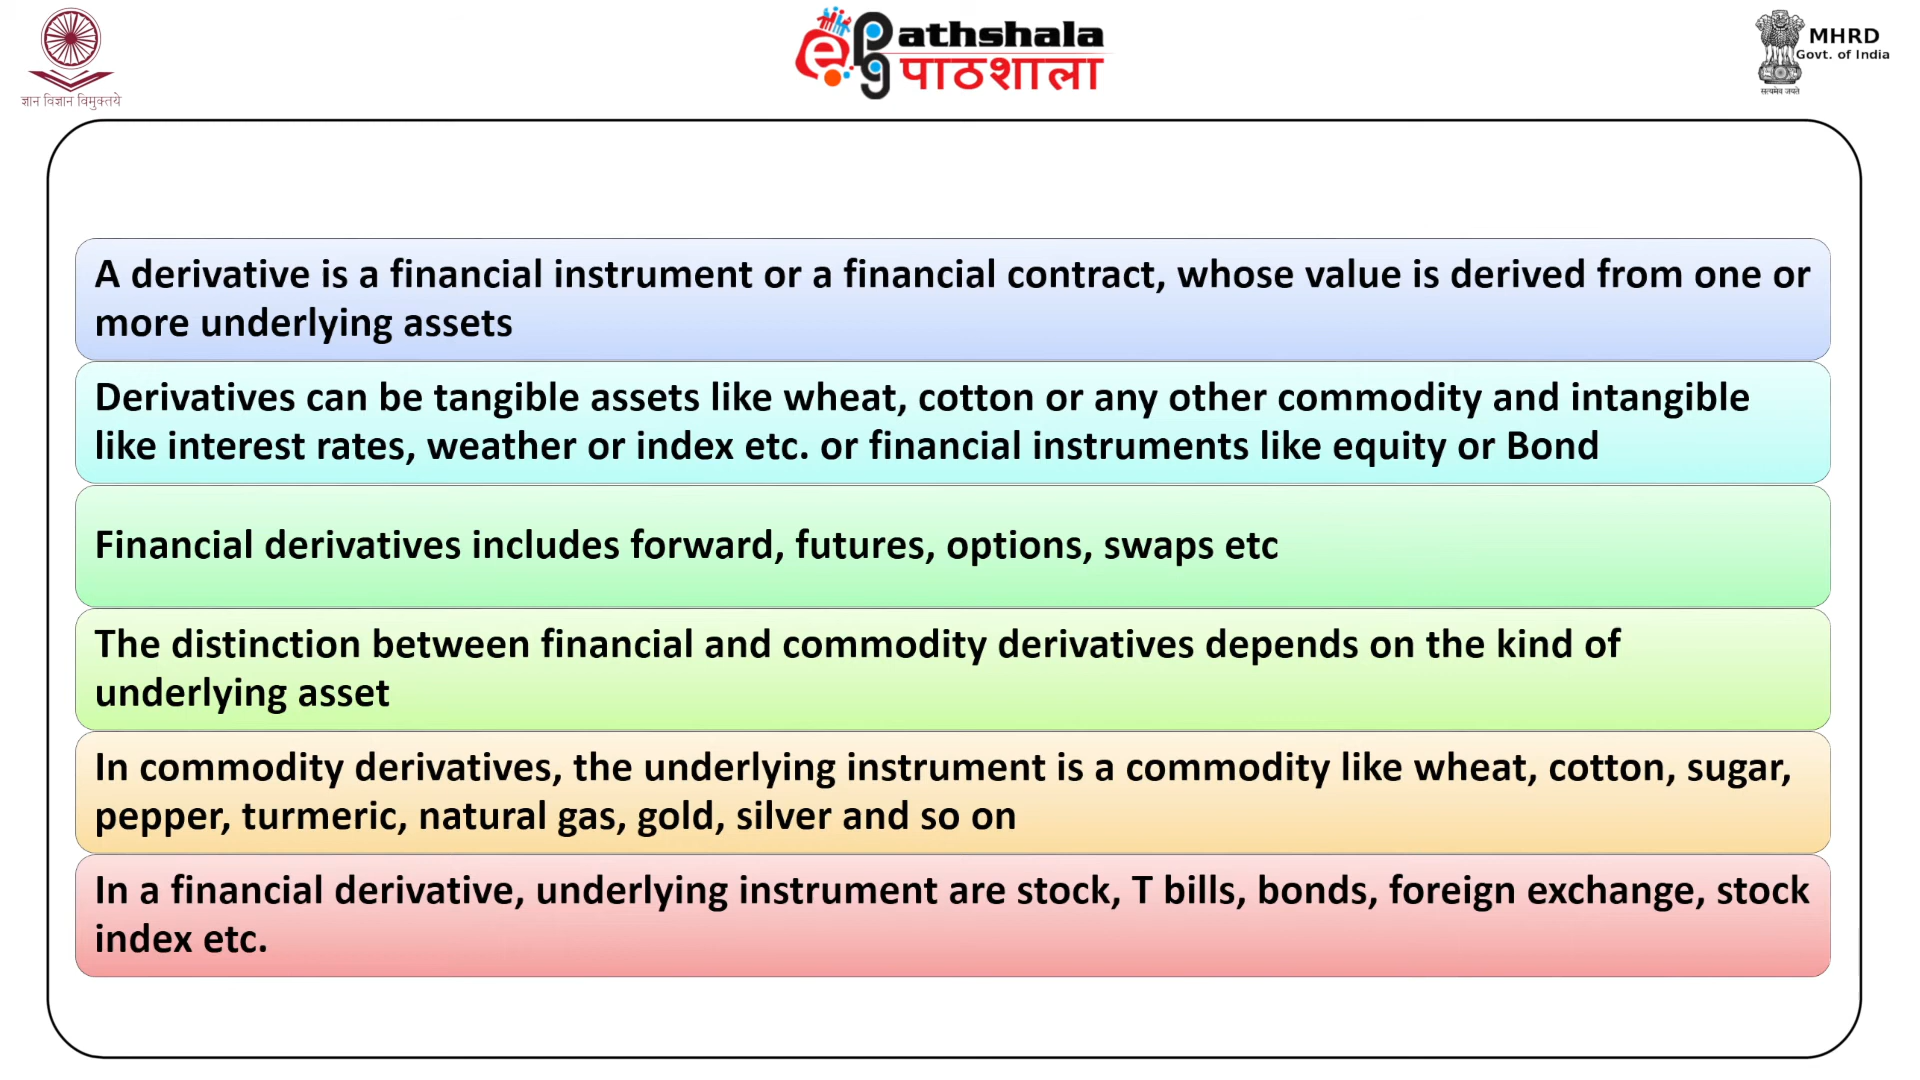 ज्ञान विज्ञान विमुक्तये
ePg Pathshala
पाठशाला
MHRD
Govt. of India
सत्यमेव जयते
A derivative is a financial instrument or a financial contract, whose value is derived from one or
more underlying assets
Derivatives can be tangible assets like wheat, cotton or any other commodity and intangible
like interest rates, weather or index etc. or financial instruments like equity or Bond
Financial derivatives includes forward, futures, options, swaps etc
The distinction between financial and commodity derivatives depends on the kind of
underlying asset
In commodity derivatives, the underlying instrument is a commodity like wheat, cotton, sugar,
pepper, turmeric, natural gas, gold, silver and so on
In a financial derivative, underlying instrument are stock, T bills, bonds, foreign exchange, stock
index etc.